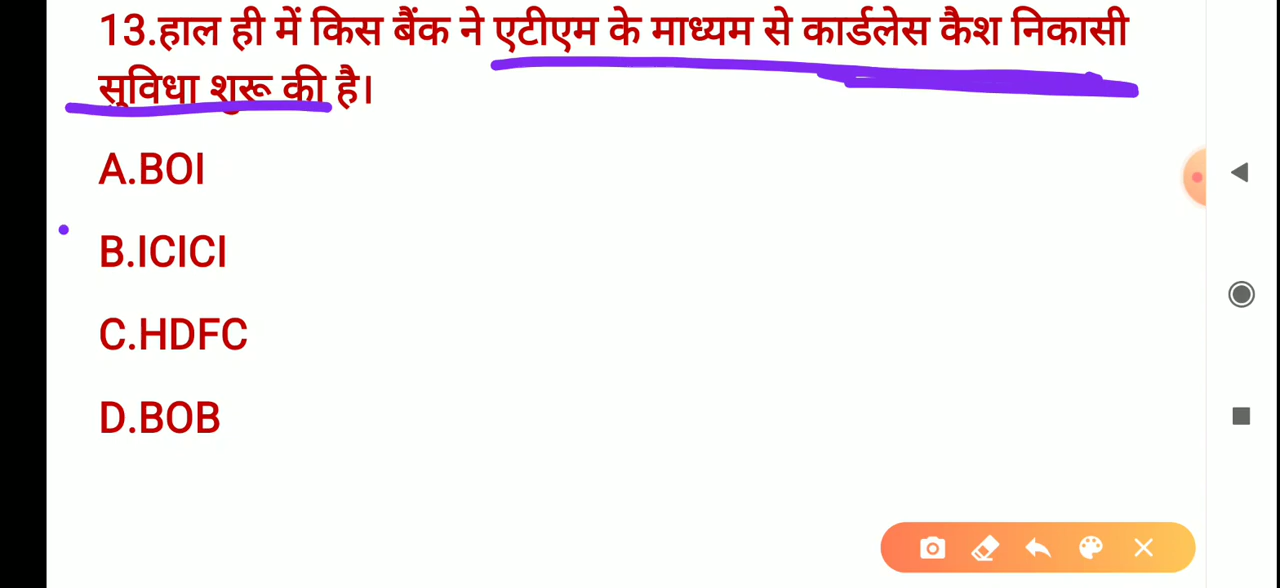 13.हाल ही में किस बैंक ने एटीएम के माध्यम से कार्डलेस कैश निकासी
सुविधा शुरू की है।
A.BOI
B.ICICI
C.HDFC
D.BOB